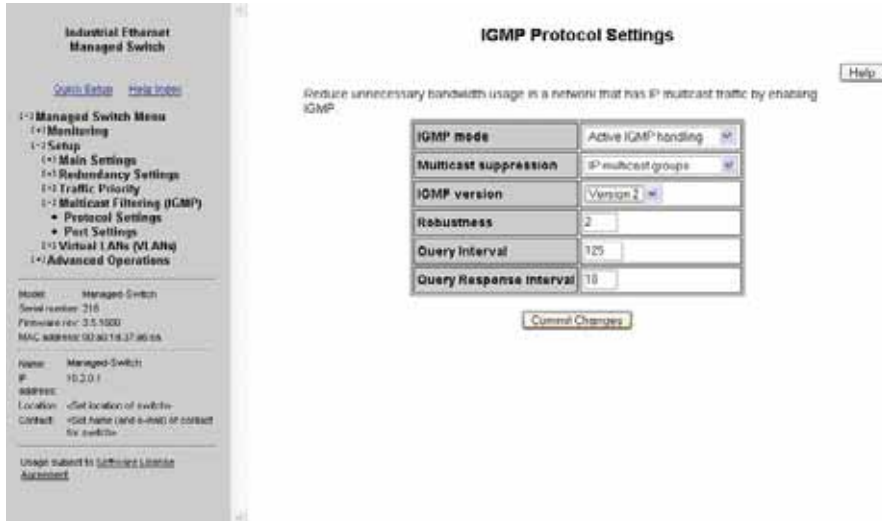 Industrial Ethernet
Managed Switch
Quick Setup Help Index
[-] Managed Switch Menu
[+] Monitoring
[-] Setup
[+] Main Settings
[+] Redundancy Settings
[+] Traffic Priority
[-] Multicast Filtering (IGMP)
• Protocol Settings
• Port Settings
[+] Virtual LANs (VLANs)
[+] Advanced Operations
Model: Managed-Switch
Serial number: 216
Firmware rev:
MAC address:
Name: Managed-Switch
IP address: 10.2.0.1
Location: <Set location of switch>
Contact: <Set name (and e-mail) of contact
for switch>
Usage subject to Software License
Agreement
IGMP Protocol Settings
Help
Reduce unnecessary bandwidth usage in a network that has IP multicast traffic by enabling
IGMP
IGMP mode Active IGMP handling
Multicast suppression IP multicast groups
IGMP version Version 2
Robustness 2
Query Interval 125
Query Response Interval 10
Commit Changes